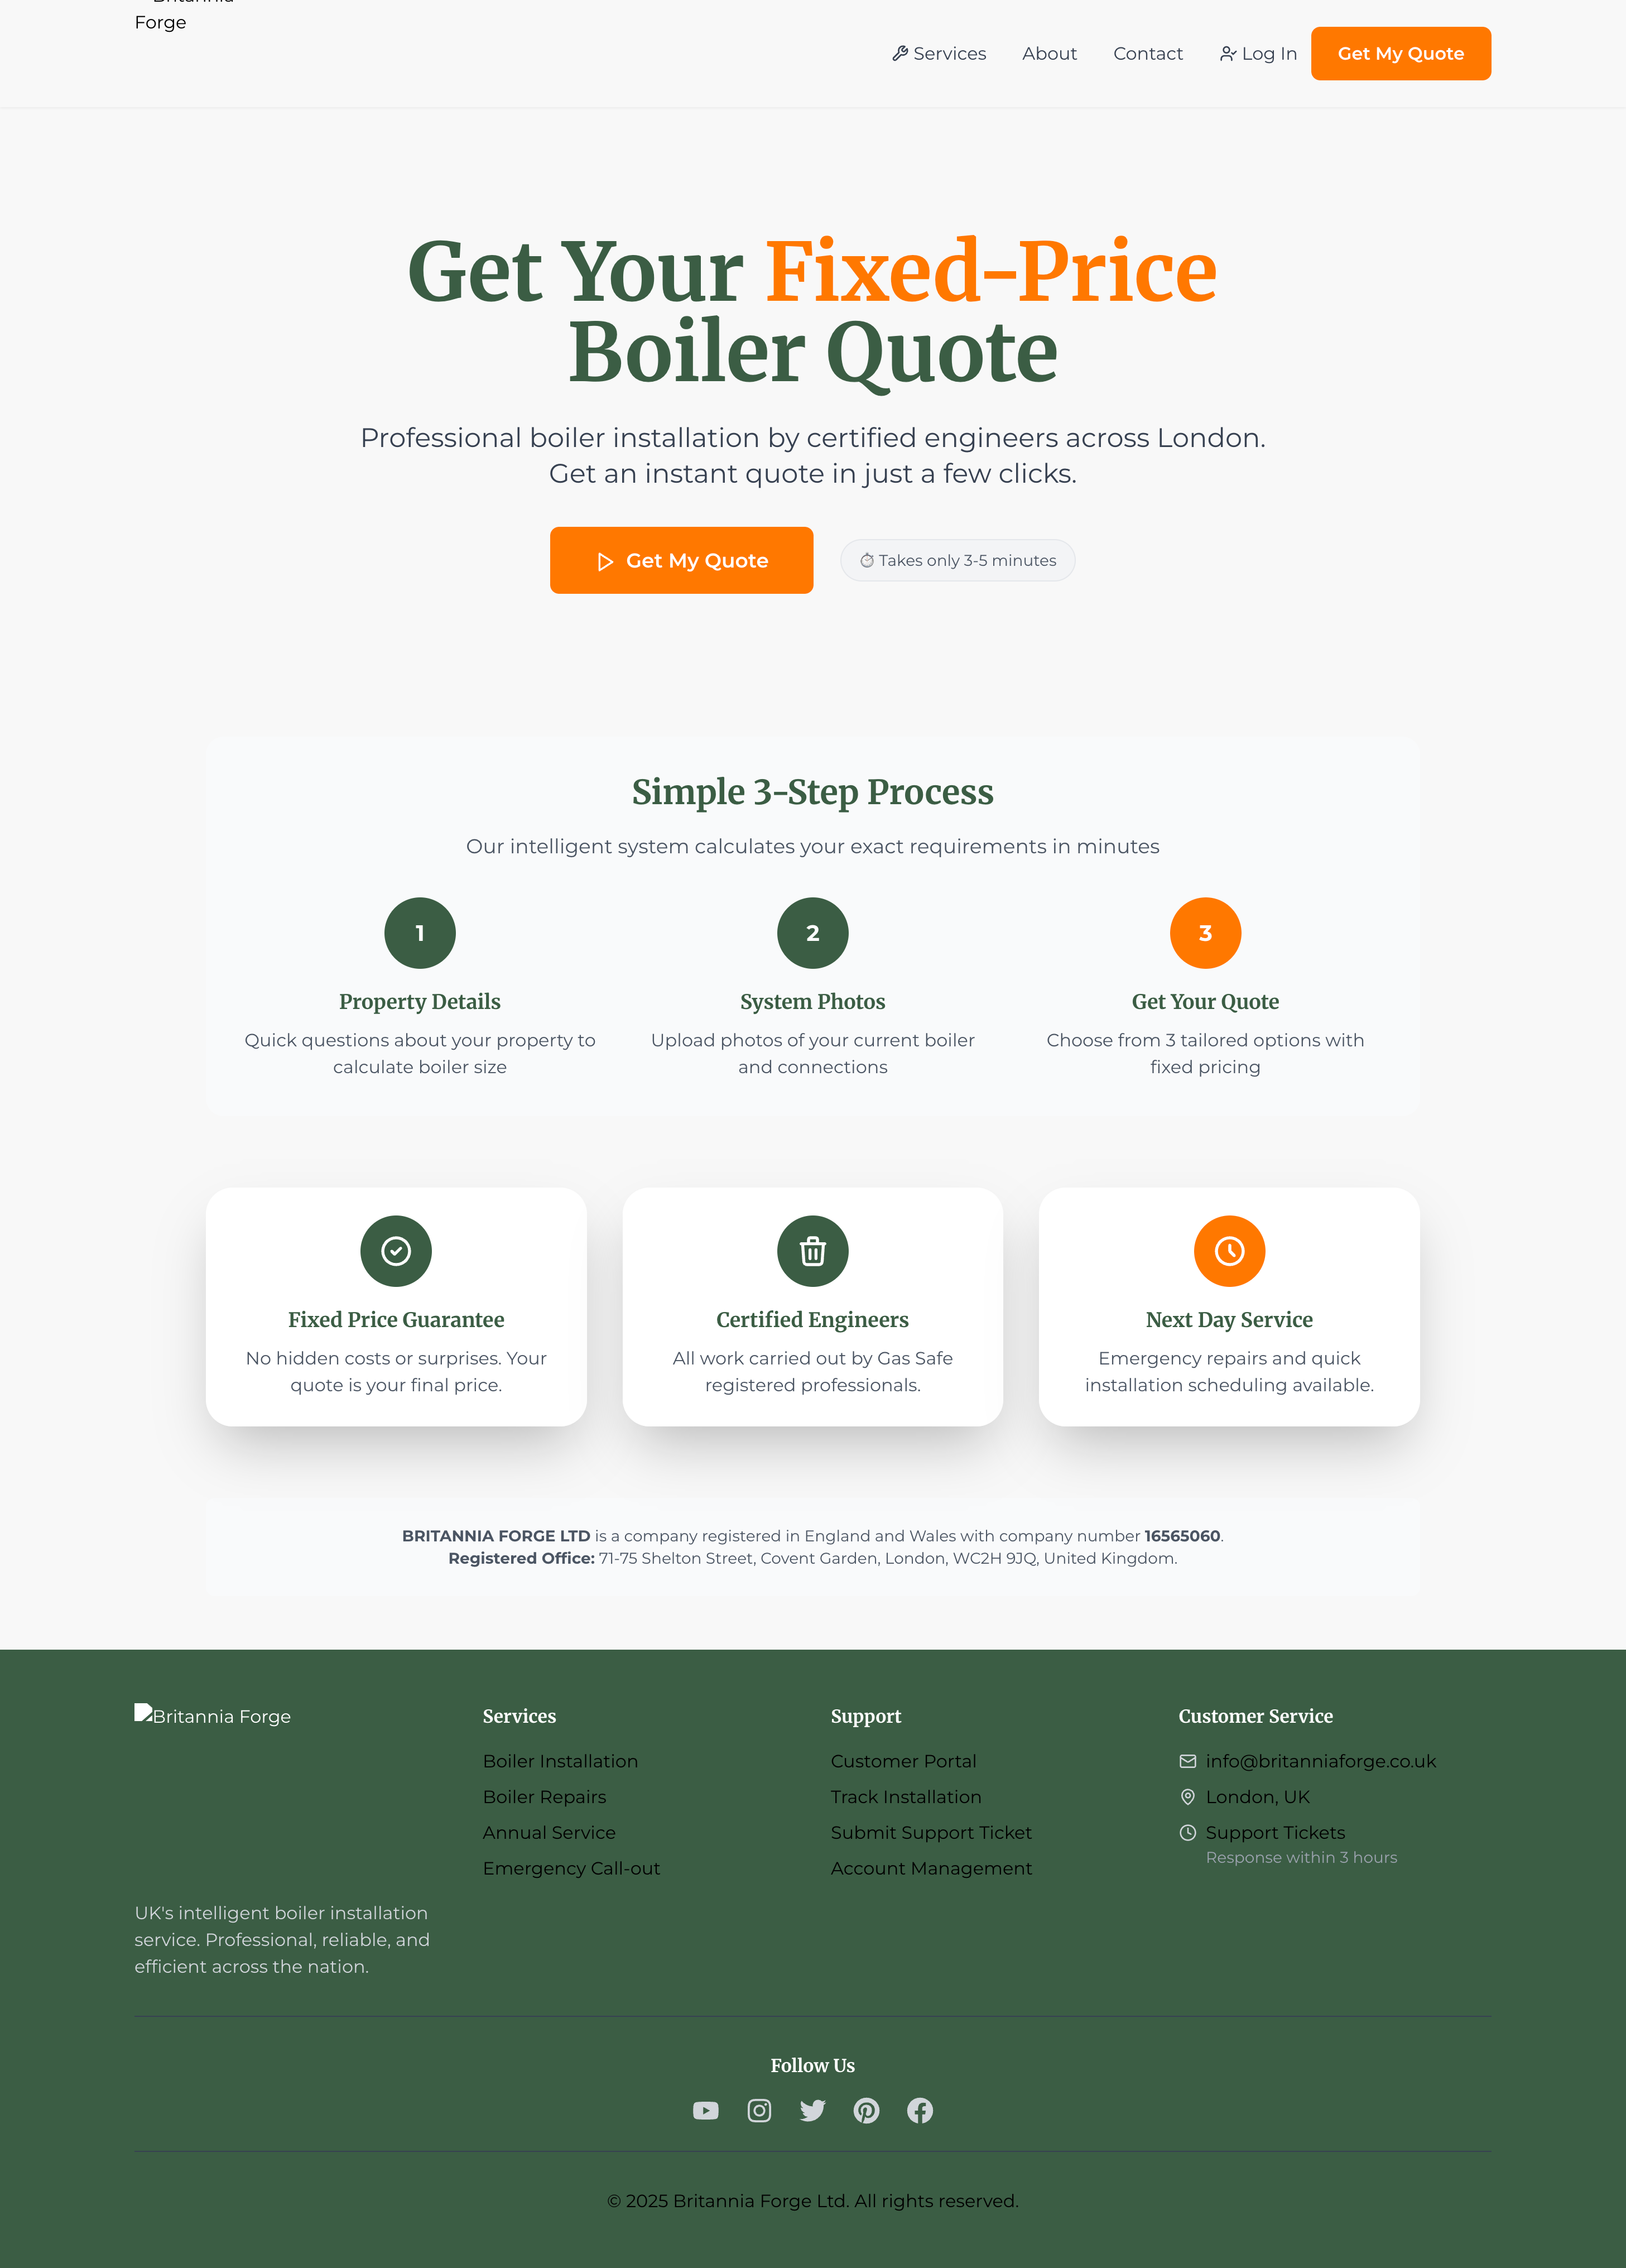 Britannia
Forge
Services About Contact Log In Get My Quote
Get Your Fixed-Price
Boiler Quote
Professional boiler installation by certified engineers across London.
Get an instant quote in just a few clicks.
Get My Quote
⏱ Takes only 3-5 minutes
Simple 3-Step Process
Our intelligent system calculates your exact requirements in minutes
1
Property Details
Quick questions about your property to
calculate boiler size
2
System Photos
Upload photos of your current boiler
and connections
3
Get Your Quote
Choose from 3 tailored options with
fixed pricing
Fixed Price Guarantee
No hidden costs or surprises. Your
quote is your final price.
Certified Engineers
All work carried out by Gas Safe
registered professionals.
Next Day Service
Emergency repairs and quick
installation scheduling available.
BRITANNIA FORGE LTD is a company registered in England and Wales with company number 16565060.
Registered Office: 71-75 Shelton Street, Covent Garden, London, WC2H 9JQ, United Kingdom.
Britannia Forge
UK's intelligent boiler installation
service. Professional, reliable, and
efficient across the nation.
Services
Boiler Installation
Boiler Repairs
Annual Service
Emergency Call-out
Support
Customer Portal
Track Installation
Submit Support Ticket
Account Management
Customer Service
info@britanniaforge.co.uk
London, UK
Support Tickets
Response within 3 hours
Follow Us
© 2025 Britannia Forge Ltd. All rights reserved.